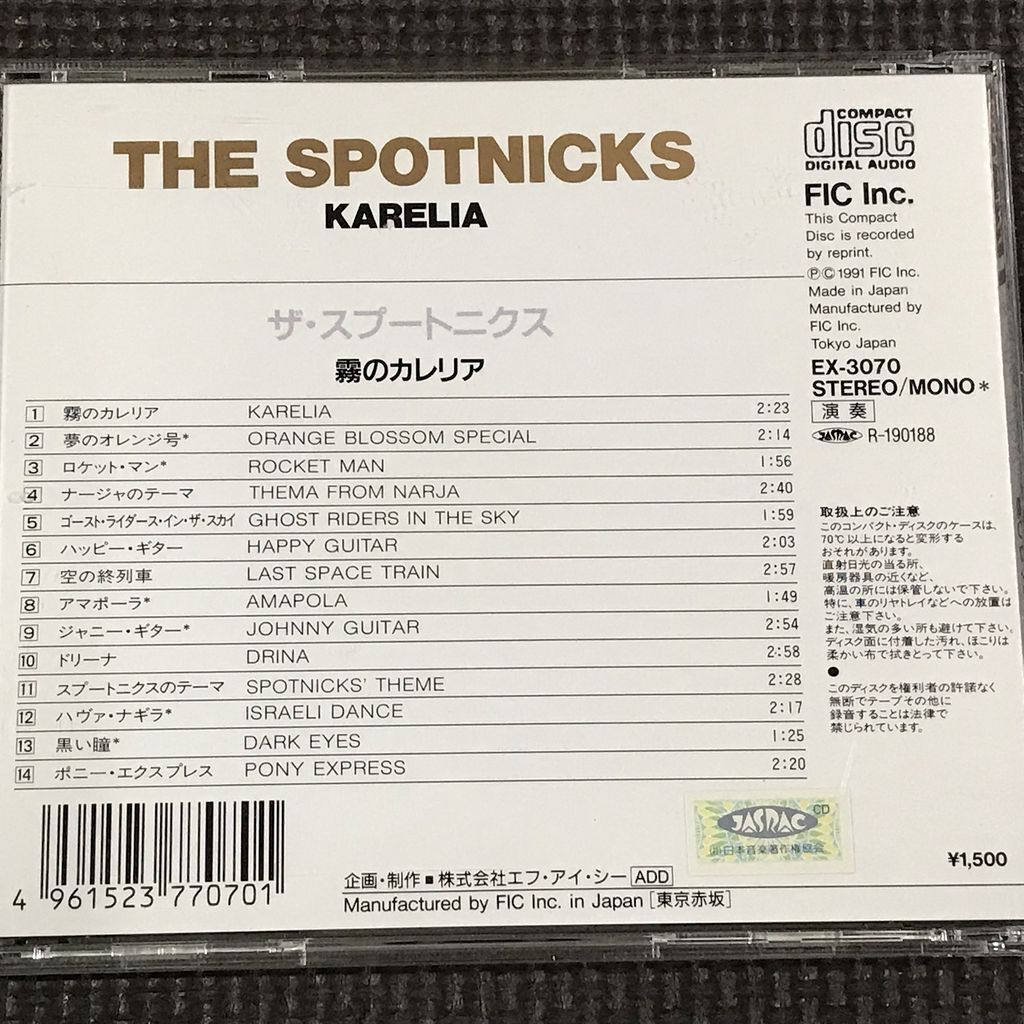 THE SPOTNICKS
KARELIA
ザ・スプートニクス
霧のカレリア
1 霧のカレリア KARELIA 2:23
2 夢のオレンジ号* ORANGE BLOSSOM SPECIAL 2:14
3 ロケット・マン* ROCKET MAN 1:56
4 ナージャのテーマ THEMA FROM NARJA 2:40
5 ゴースト・ライダース・イン・ザ・スカイ GHOST RIDERS IN THE SKY 1:59
6 ハッピー・ギター HAPPY GUITAR 2:03
7 空の終列車 LAST SPACE TRAIN 2:57
8 アマポーラ* AMAPOLA 1:49
9 ジャニー・ギター* JOHNNY GUITAR 2:54
10 ドリーナ DRINA 2:58
11 スプートニクスのテーマ SPOTNICKS' THEME 2:28
12 ハヴァ・ナギラ* ISRAELI DANCE 2:17
13 黒い瞳* DARK EYES 1:25
14 ポニー・エクスプレス PONY EXPRESS 2:20
COMPACT
disc
DIGITAL AUDIO
FIC Inc.
This Compact
Disc is recorded
by reprint.
ⓅⒸ1991 FIC Inc.
Made in Japan
Manufactured by
FIC Inc.
Tokyo Japan
EX-3070
STEREO/MONO*
演奏
JASRAC R-190188
取扱上のご注意
このコンパクト・ディスクのケースは、
70℃以上になると変形する
おそれがあります。
直射日光の当る所、
暖房器具の近くなど、
高温の所には保管しないで下さい。
特に、車のリヤトレイなどへの放置は
ご注意下さい。
また、湿気の多い所も避けて下さい。
ディスク面に付着した汚れ、ほこりは
柔かい布で拭きとって下さい。
●
このディスクを権利者の許諾なく
無断でテープその他に
録音することは法律で
禁じられています。
JASRAC CD
㈳日本音楽著作権協会
¥1,500
4 961523 770701
企画・制作■株式会社エフ・アイ・シー ADD
Manufactured by FIC Inc. in Japan [東京赤坂]